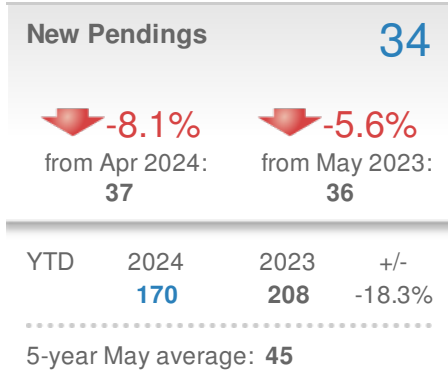 New Pendings 34
-8.1% -5.6%
from Apr 2024: from May 2023:
37 36
YTD 2024 2023 +/-
170 208 -18.3%
5-year May average: 45